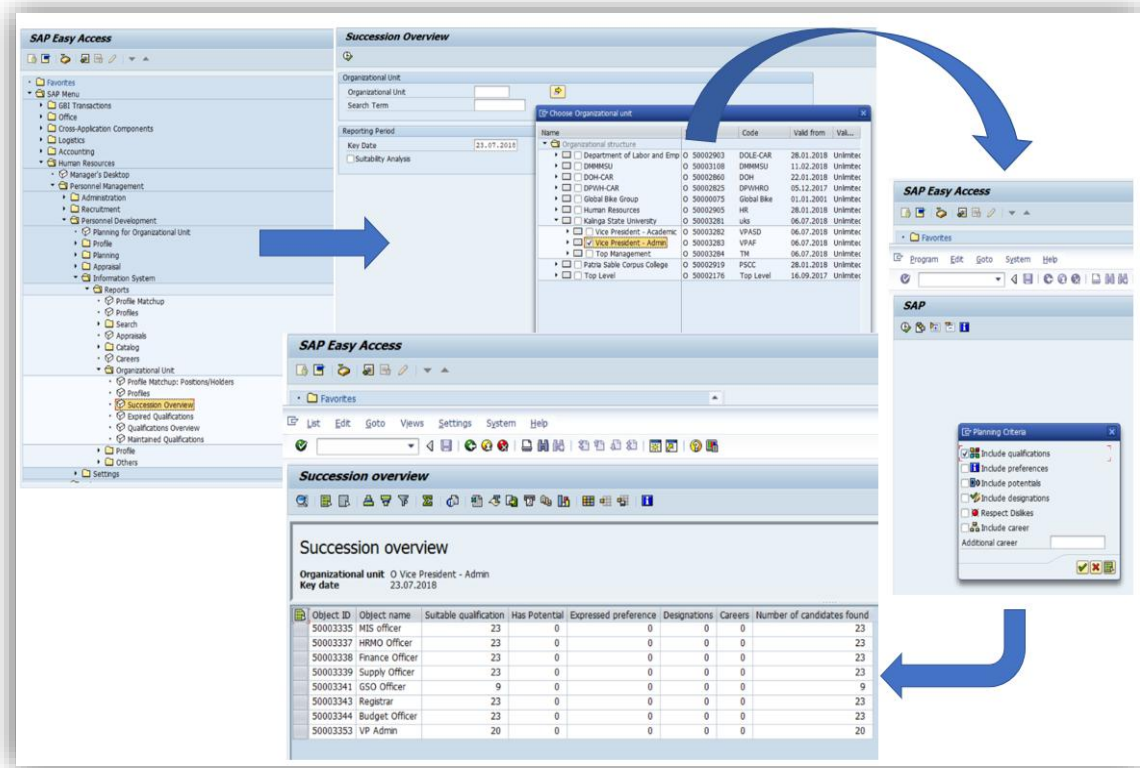 SAP Easy Access
Favorites
SAP Menu
GBI Transactions
Office
Cross-Application Components
Logistics
Accounting
Human Resources
Manager's Desktop
Personnel Management
Administration
Recruitment
Personnel Development
Planning for Organizational Unit
Profile
Planning
Appraisal
Information System
Reports
Profile Matchup
Profiles
Search
Appraisals
Catalog
Careers
Organizational Unit
Profile Matchup: Positions/Holders
Profiles
Succession Overview
Expired Qualifications
Qualifications Overview
Maintained Qualifications
Profile
Others
Settings
Succession Overview
Organizational Unit
Organizational Unit
Search Term
Reporting Period
Key Date 23.07.2018
Suitability Analysis
Choose Organizational unit
Name Code Valid from Val...
Organizational structure
Department of Labor and Emp O 50002903 DOLE-CAR 28.01.2018 Unlimited
DMMMSU O 50003108 DMMMSU 11.02.2018 Unlimited
DOH-CAR O 50002860 DOH 22.01.2018 Unlimited
DPWH-CAR O 50002825 DPWHRO 05.12.2017 Unlimited
Global Bike Group O 50000075 Global Bike 01.01.2001 Unlimited
Human Resources O 50002905 HR 28.01.2018 Unlimited
Kalinga State University O 50003281 uks 06.07.2018 Unlimited
Vice President - Academic O 50003282 VPASD 06.07.2018 Unlimited
Vice President - Admin O 50003283 VPAF 06.07.2018 Unlimited
Top Management O 50003284 TM 06.07.2018 Unlimited
Patria Sable Corpus College O 50002919 PSCC 28.01.2018 Unlimited
Top Level O 50002176 Top Level 16.09.2017 Unlimited
SAP Easy Access
Favorites
Program Edit Goto System Help
SAP
Planning Criteria
Include qualifications
Include preferences
Include potentials
Include designations
Respect Dislikes
Include career
Additional career
SAP Easy Access
Favorites
List Edit Goto Views Settings System Help
Succession overview
Succession overview
Organizational unit O Vice President - Admin
Key date 23.07.2018
Object ID Object name Suitable qualification Has Potential Expressed preference Designations Careers Number of candidates found
50003335 MIS officer 23 0 0 0 0 23
50003337 HRMO Officer 23 0 0 0 0 23
50003338 Finance Officer 23 0 0 0 0 23
50003339 Supply Officer 23 0 0 0 0 23
50003341 GSO Officer 9 0 0 0 0 9
50003343 Registrar 23 0 0 0 0 23
50003344 Budget Officer 23 0 0 0 0 23
50003353 VP Admin 20 0 0 0 0 20